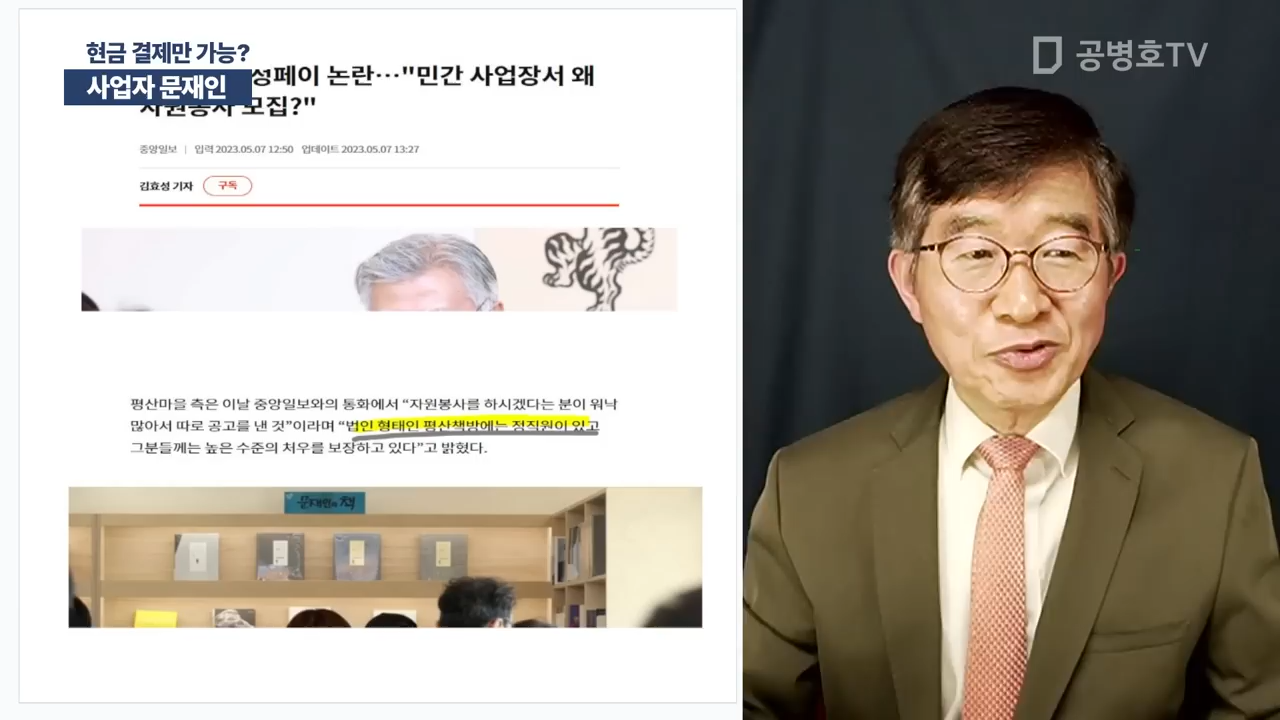 현금 결제만 가능?
사업자 문재인
성페이 논란…"민간 사업장서 왜
모집?"
중앙일보 | 입력 2023.05.07 12:50 업데이트 2023.05.07 13:27
김효성 기자 구독
평산마을 측은 이날 중앙일보와의 통화에서 “자원봉사를 하시겠다는 분이 워낙
많아서 따로 공고를 낸 것”이라며 “법인 형태인 평산책방에는 정직원이 있고
그분들께는 높은 수준의 처우를 보장하고 있다”고 밝혔다.
문재인의 책
공병호TV